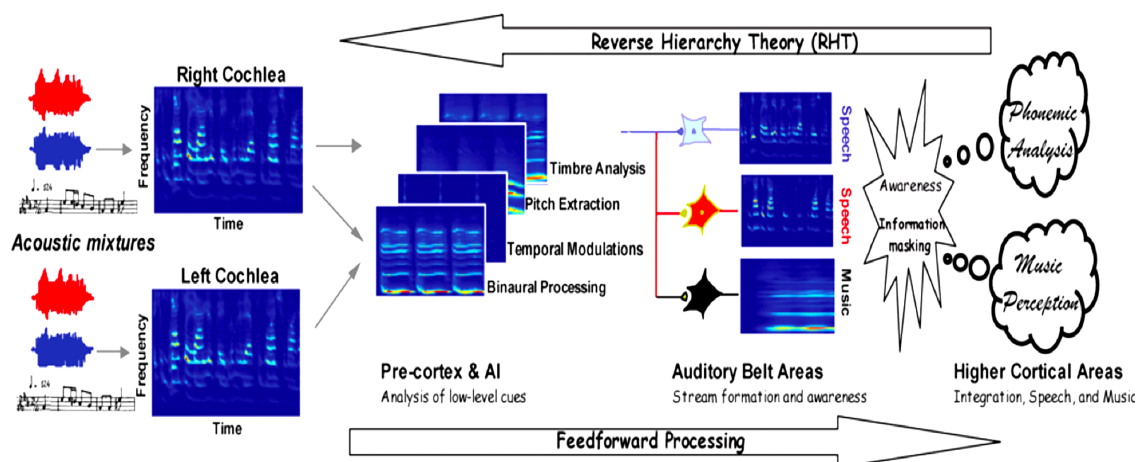 Reverse Hierarchy Theory (RHT)
Right Cochlea
Frequency
Time
Acoustic mixtures
Left Cochlea
Frequency
Time
Timbre Analysis
Pitch Extraction
Temporal Modulations
Binaural Processing
Pre-cortex & AI
Analysis of low-level cues
Speech
Speech
Music
Auditory Belt Areas
Stream formation and awareness
Awareness
Information
masking
Phonemic
Analysis
Music
Perception
Higher Cortical Areas
Integration, Speech, and Music
Feedforward Processing